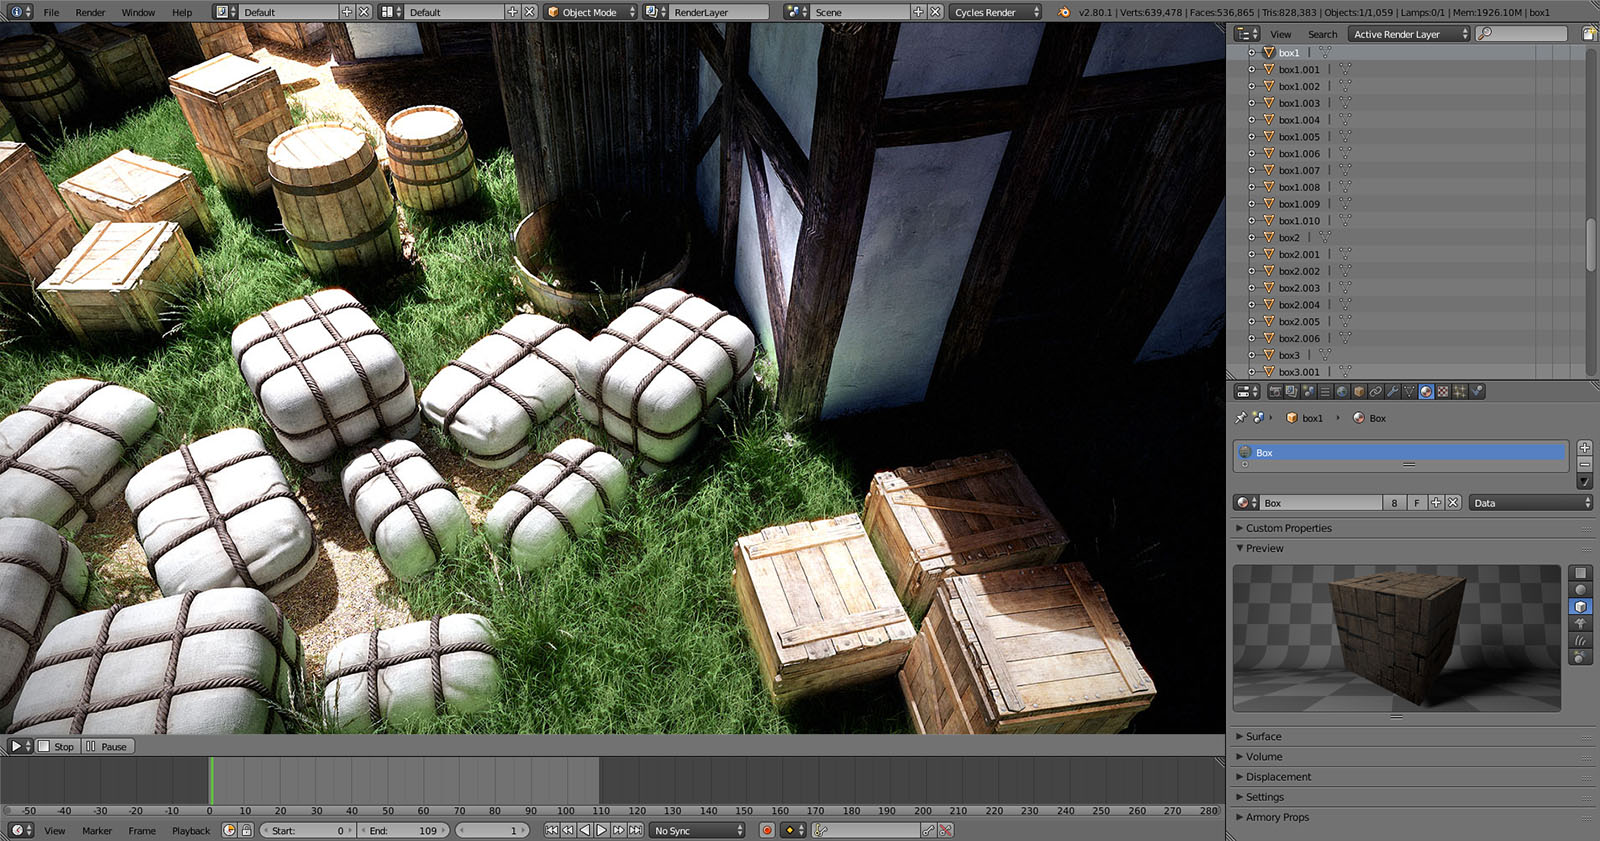 File Render Window Help Default Default Object Mode RenderLayer Scene Cycles Render v2.80.1 | Verts:639,478 | Faces:536,865 | Tris:828,383 | Objects:1/1,059 | Lamps:0/1 | Mem:1926.10M | box1
View Search Active Render Layer
box1
box1.001
box1.002
box1.003
box1.004
box1.005
box1.006
box1.007
box1.008
box1.009
box1.010
box2
box2.001
box2.002
box2.003
box2.004
box2.005
box2.006
box3
box3.001
box1 Box
Box
Box 8 F Data
Custom Properties
Preview
Surface
Volume
Displacement
Settings
Armory Props
Stop Pause
-50 -40 -30 -20 -10 0 10 20 30 40 50 60 70 80 90 100 110 120 130 140 150 160 170 180 190 200 210 220 230 240 250 260 270 280
View Marker Frame Playback Start: 0 End: 109 1 No Sync